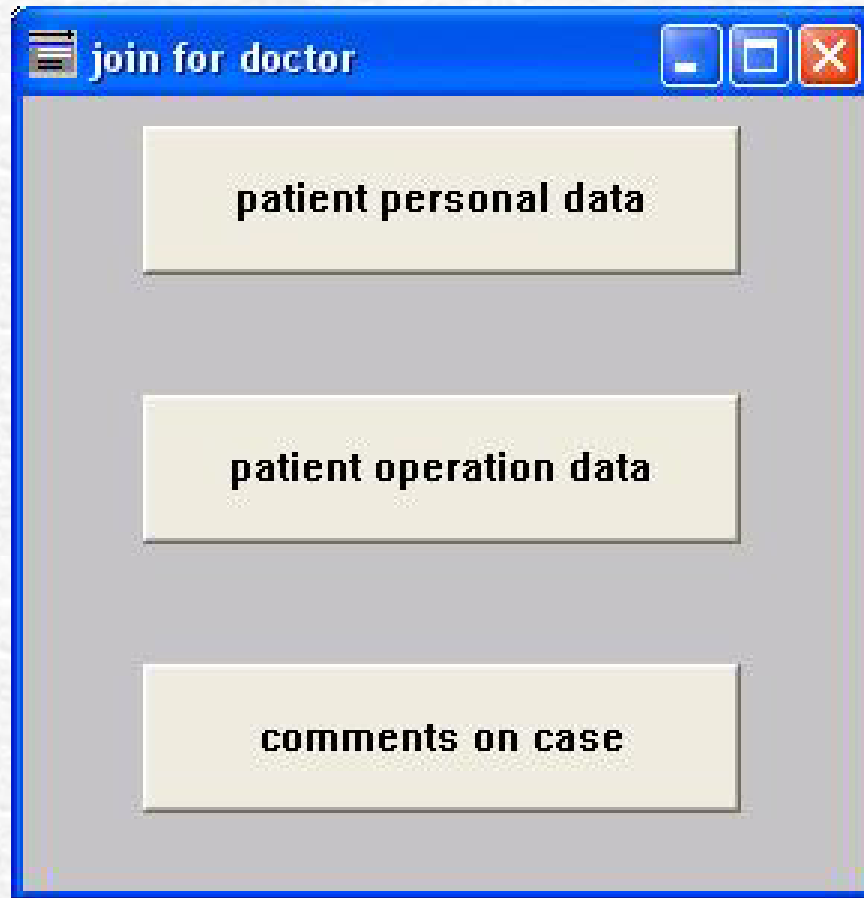 join for doctor
patient personal data
patient operation data
comments on case